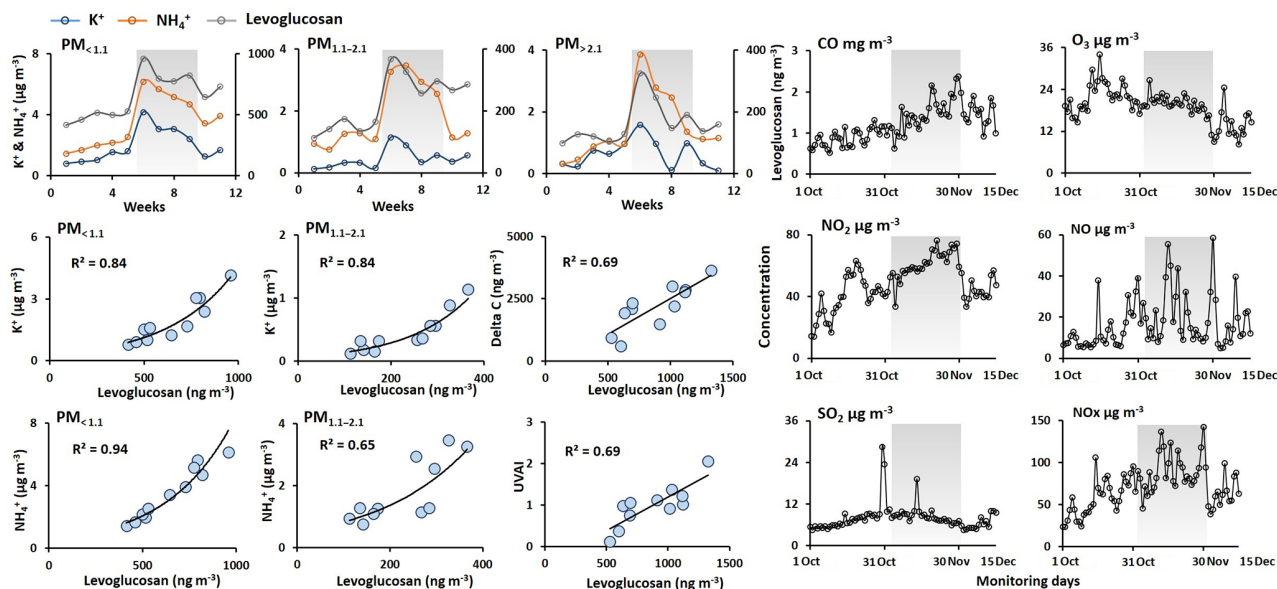 K⁺ NH₄⁺ Levoglucosan
PM<1.1
PM1.1–2.1
PM>2.1
K⁺ & NH₄⁺ (µg m⁻³)
8
4
0
1000
500
0
0 4 8 12
Weeks
4
2
0
400
200
0
0 4 8 12
Weeks
4
2
0
400
200
0
0 4 8 12
Weeks
Levoglucosan (ng m⁻³)
CO mg m⁻³
3
2
1
0
1 Oct 31 Oct 30 Nov 15 Dec
O₃ µg m⁻³
36
24
12
0
1 Oct 31 Oct 30 Nov 15 Dec
PM<1.1
R² = 0.84
K⁺ (µg m⁻³)
6
3
0
0 500 1000
Levoglucosan (ng m⁻³)
PM1.1–2.1
R² = 0.84
K⁺ (µg m⁻³)
2
1
0
0 200 400
Levoglucosan (ng m⁻³)
R² = 0.69
Delta C (ng m⁻³)
5000
2500
0
0 500 1000 1500
Levoglucosan (ng m⁻³)
Concentration
NO₂ µg m⁻³
80
40
0
1 Oct 31 Oct 30 Nov 15 Dec
NO µg m⁻³
60
40
20
0
1 Oct 31 Oct 30 Nov 15 Dec
PM<1.1
R² = 0.94
NH₄⁺ (µg m⁻³)
8
4
0
0 500 1000
Levoglucosan (ng m⁻³)
PM1.1–2.1
R² = 0.65
NH₄⁺ (µg m⁻³)
4
2
0
0 200 400
Levoglucosan (ng m⁻³)
R² = 0.69
UVAI
3
2
1
0
0 500 1000 1500
Levoglucosan (ng m⁻³)
SO₂ µg m⁻³
36
24
12
0
1 Oct 31 Oct 30 Nov 15 Dec
NOx µg m⁻³
150
100
50
0
1 Oct 31 Oct 30 Nov 15 Dec
Monitoring days